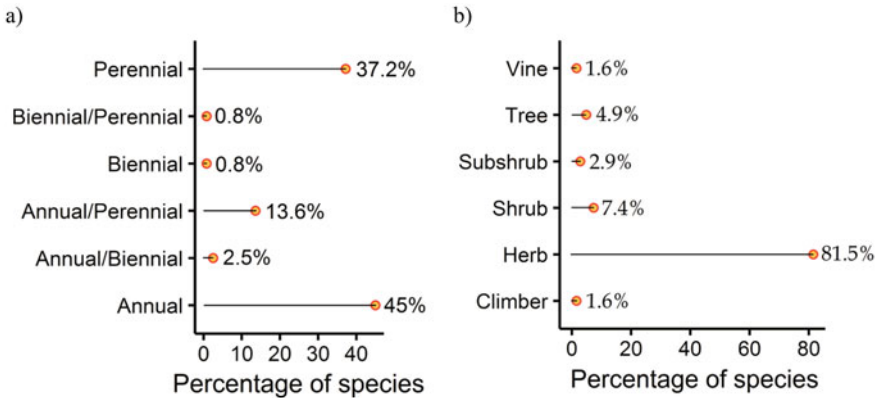 a)
Perennial
37.2%
Biennial/Perennial
0.8%
Biennial
0.8%
Annual/Perennial
13.6%
Annual/Biennial
2.5%
Annual
45%
0 10 20 30 40
Percentage of species
b)
Vine
1.6%
Tree
4.9%
Subshrub
2.9%
Shrub
7.4%
Herb
81.5%
Climber
1.6%
0 20 40 60 80
Percentage of species